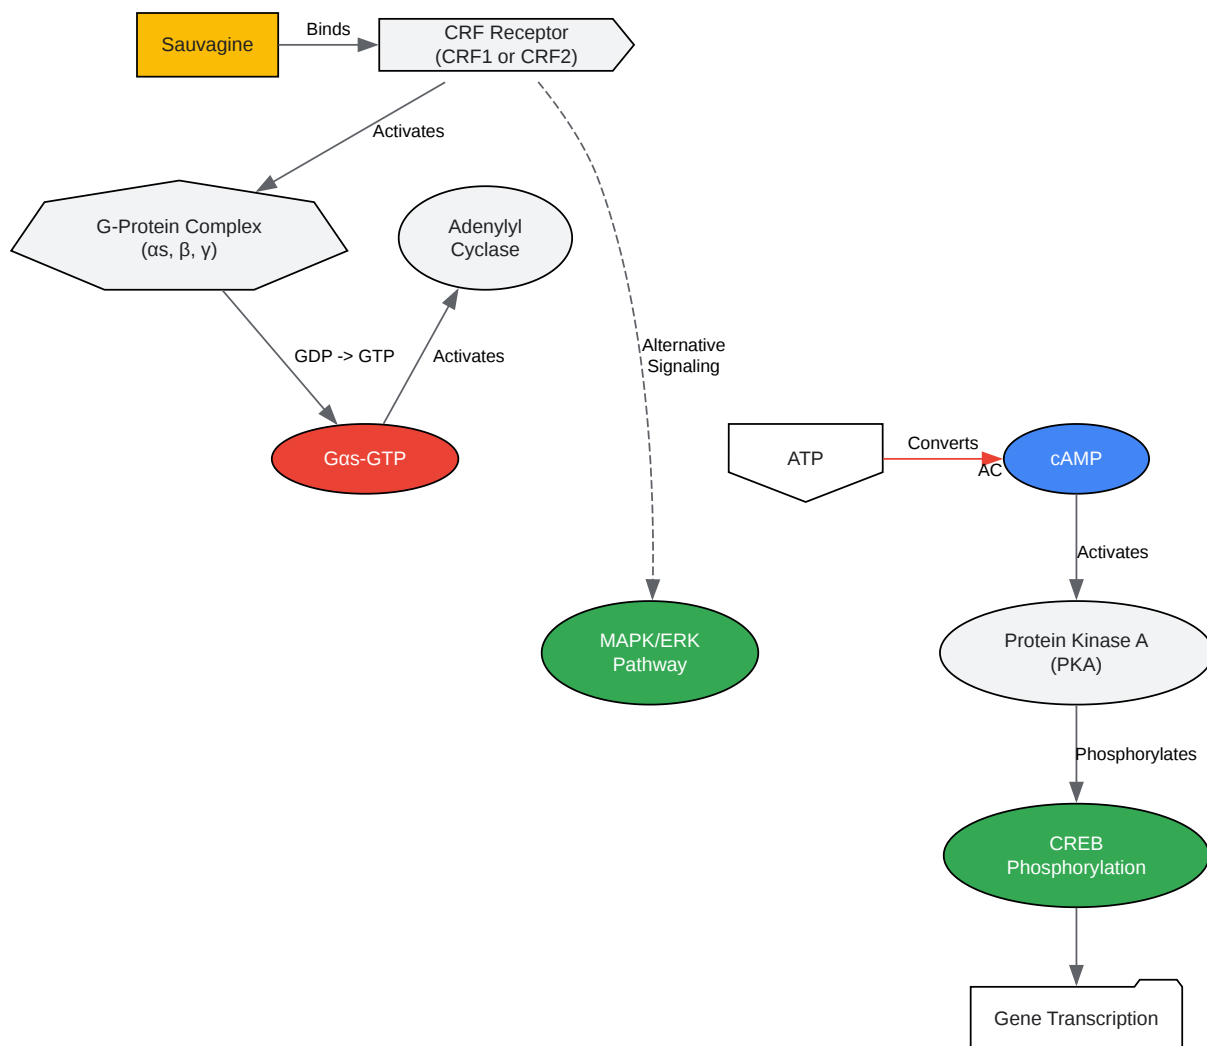 Sauvagine
Binds
CRF Receptor
(CRF1 or CRF2)
Activates
G-Protein Complex
(αs, β, γ)
Adenylyl
Cyclase
GDP -> GTP
Activates
Alternative
Signaling
Gαs-GTP
ATP
Converts
AC
cAMP
Activates
MAPK/ERK
Pathway
Protein Kinase A
(PKA)
Phosphorylates
CREB
Phosphorylation
Gene Transcription